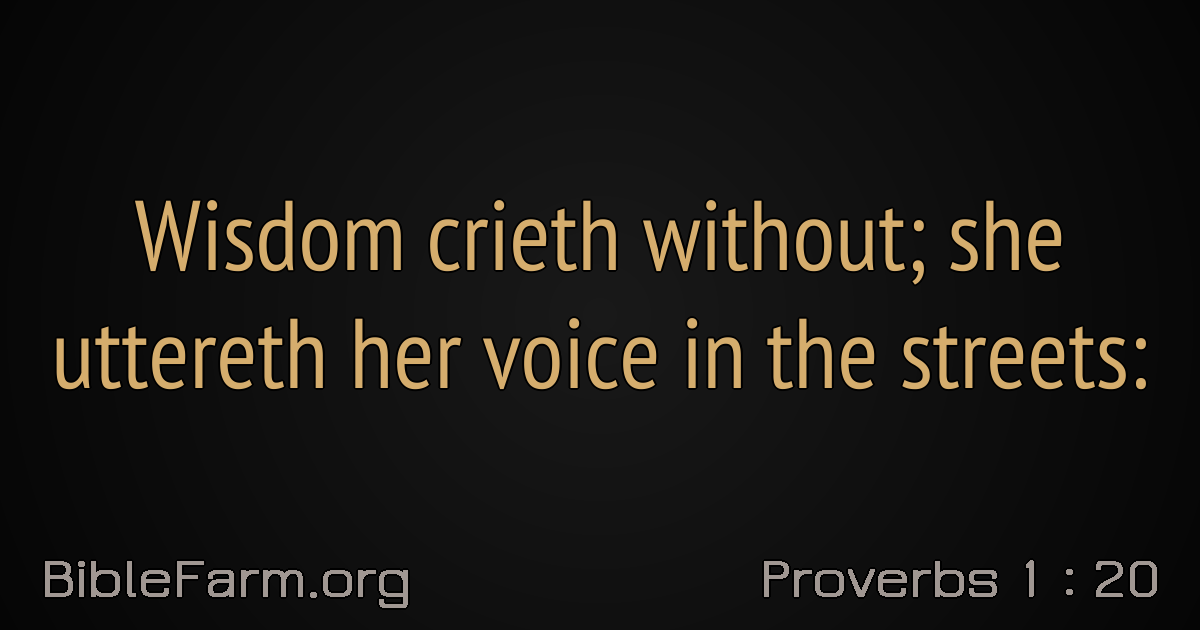 Wisdom crieth without; she
uttereth her voice in the streets:
BibleFarm.org
Proverbs 1 : 20